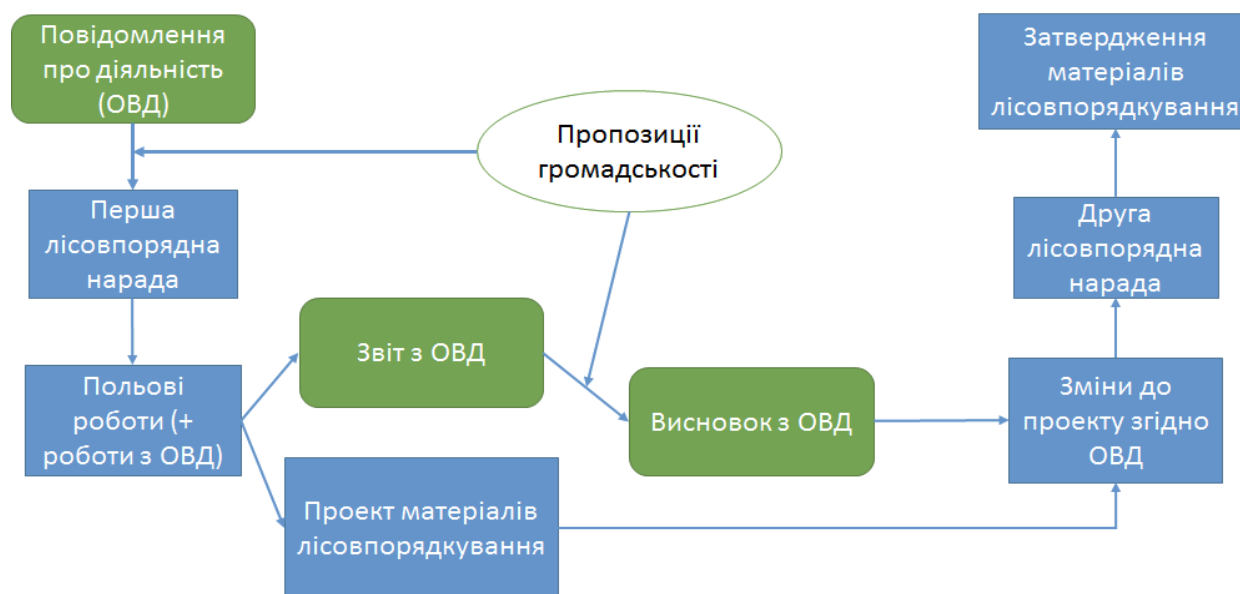 Повідомлення
про діяльність
(ОВД)
Пропозиції
громадськості
Затвердження
матеріалів
лісовпорядкування
Перша
лісовпорядна
нарада
Друга
лісовпорядна
нарада
Звіт з ОВД
Польові
роботи (+
роботи з ОВД)
Висновок з ОВД
Зміни до
проекту згідно
ОВД
Проект матеріалів
лісовпорядкування